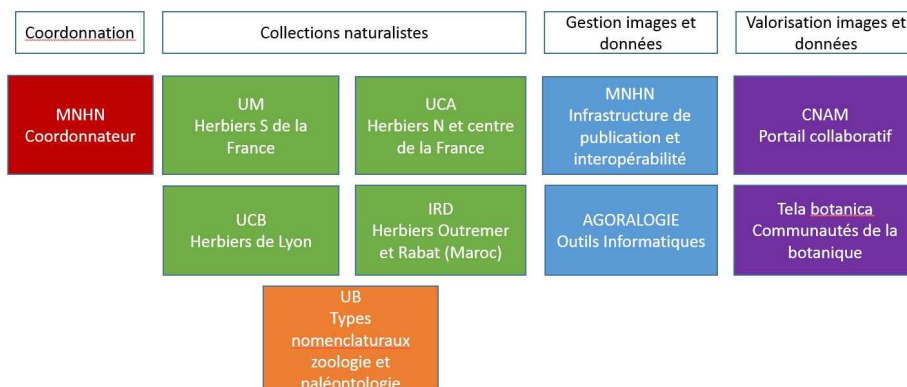 Coordonnation
Collections naturalistes
Gestion images et
données
Valorisation images et
données
MNHN
Coordonnateur
UM
Herbiers S de la
France
UCA
Herbiers N et centre
de la France
MNHN
Infrastructure de
publication et
interopérabilité
CNAM
Portail collaboratif
UCB
Herbiers de Lyon
IRD
Herbiers Outremer
et Rabat (Maroc)
AGORALOGIE
Outils Informatiques
Tela botanica
Communautés de la
botanique
UB
Types
nomenclaturaux
zoologie et
paléontologie